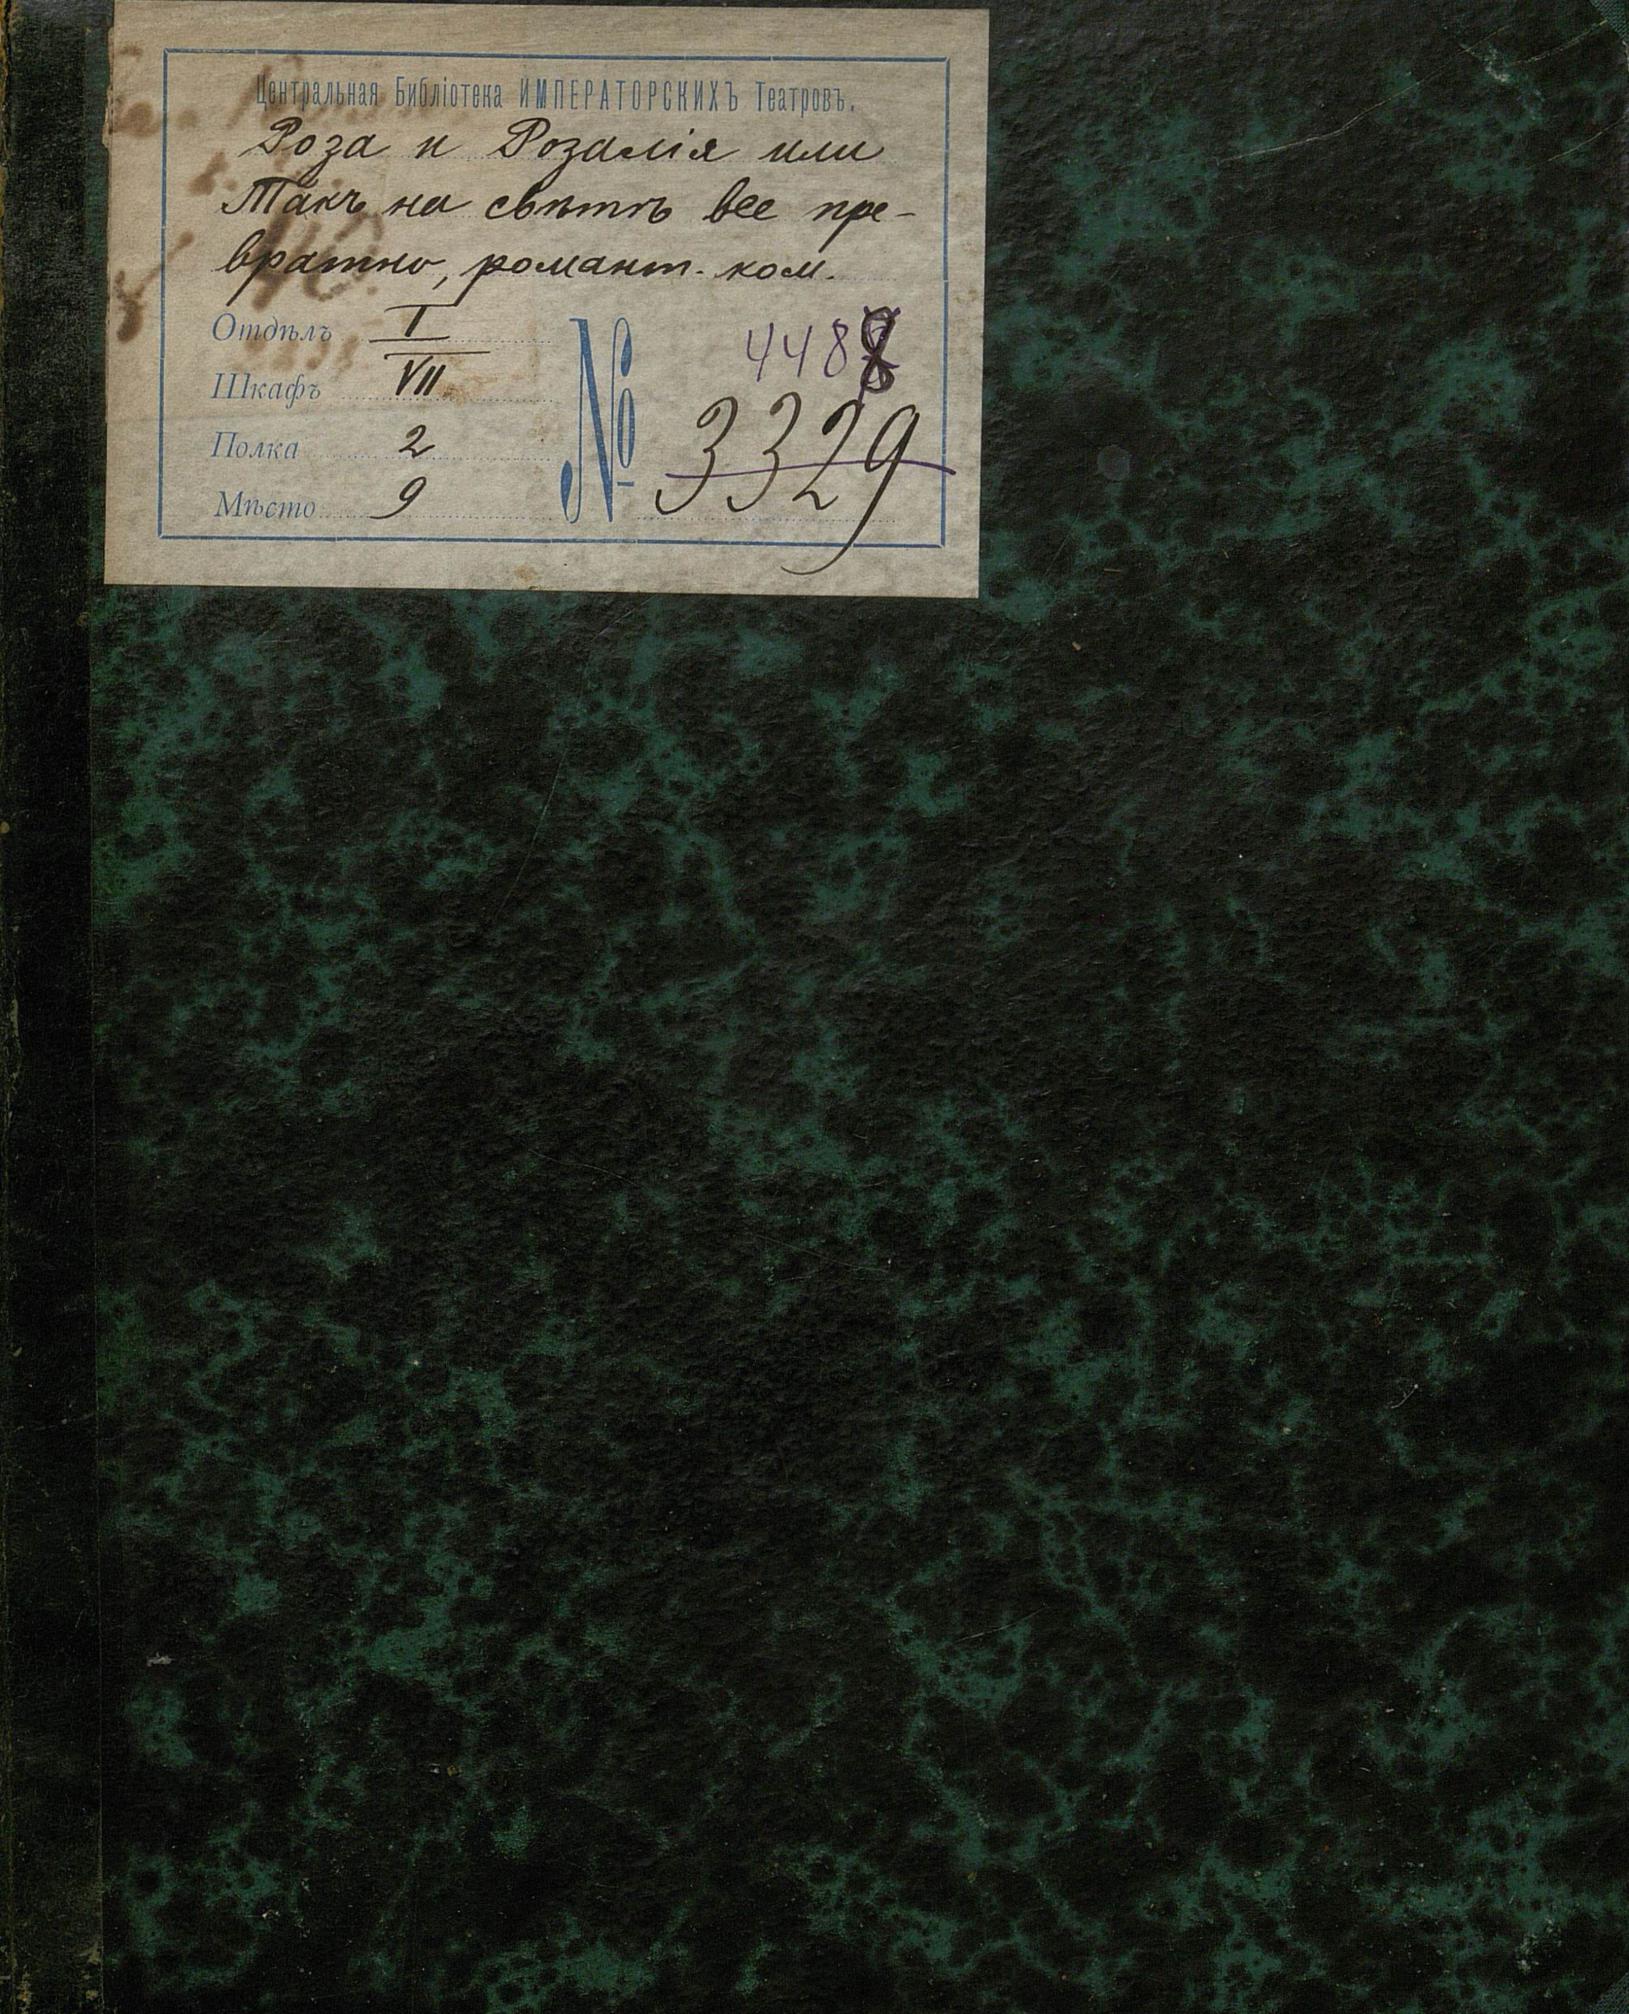 Центральная Библіотека ИМПЕРАТОРСКИХЪ Театровъ.
Роза и Розалія или
Такъ на свѣтѣ все пре-
вратно, романт. ком.
Отдѣлъ I
Шкафъ VII
Полка 2
Мѣсто 9
№ 4488
3329